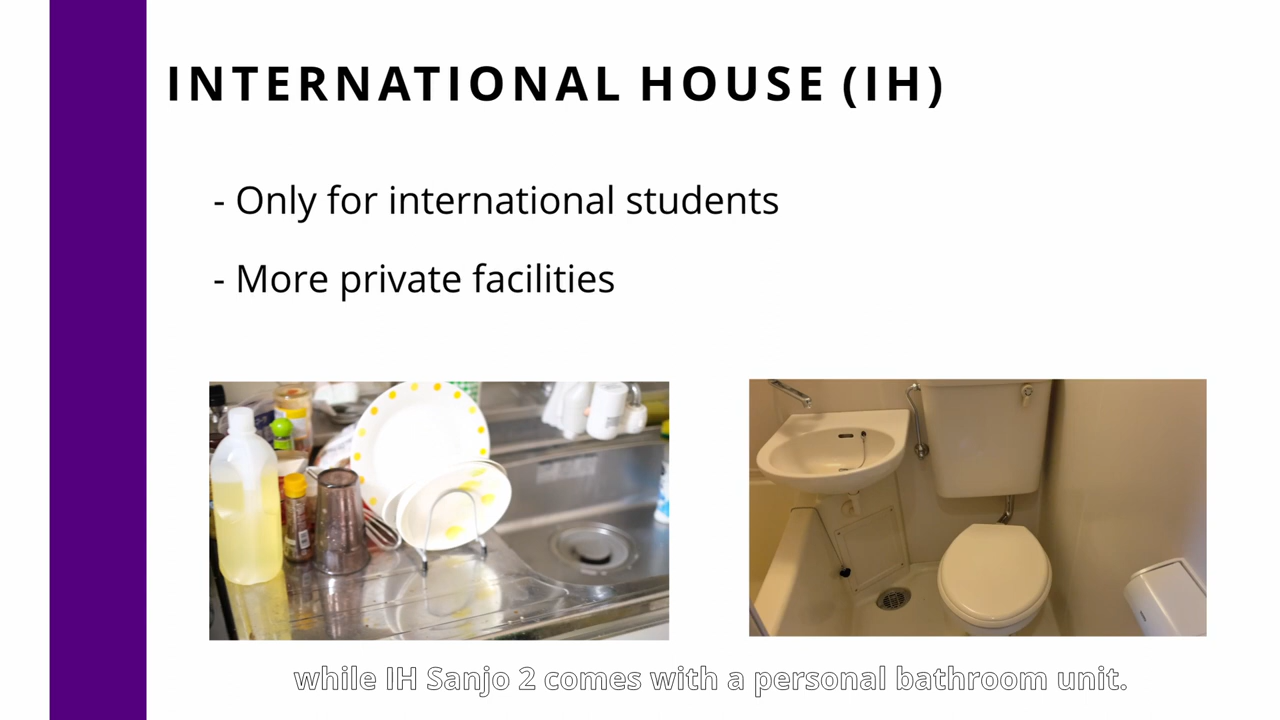 INTERNATIONAL HOUSE (IH)
- Only for international students
- More private facilities
while IH Sanjo 2 comes with a personal bathroom unit.